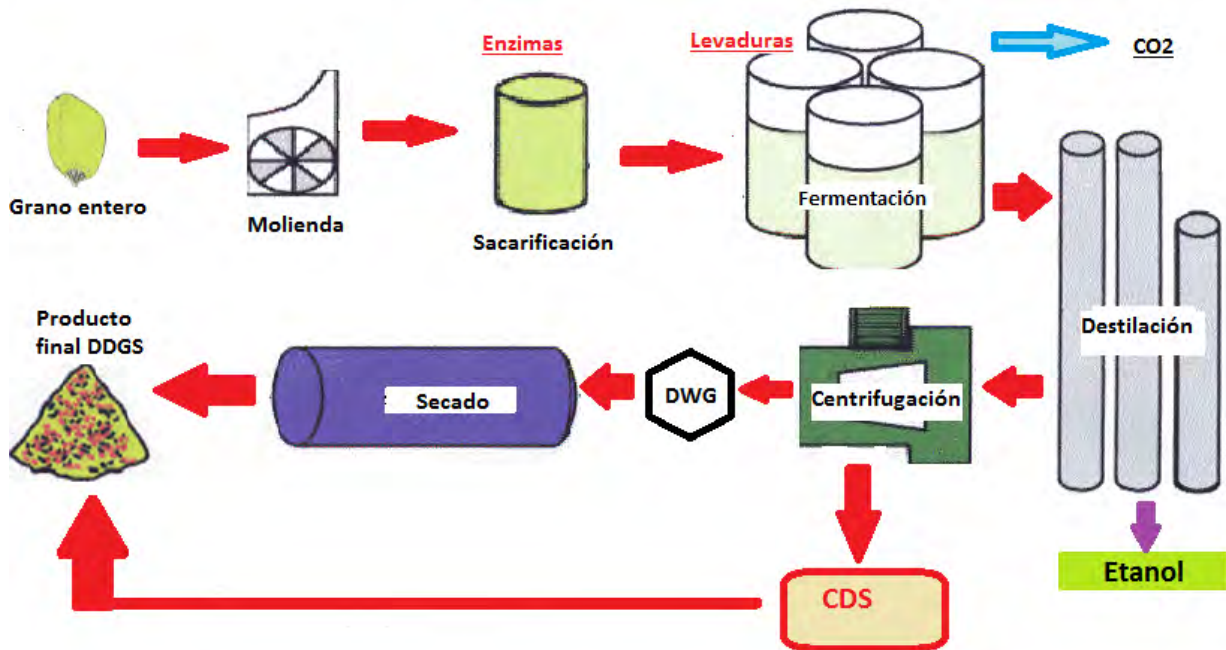 Enzimas
Levaduras
CO2
Grano entero
Molienda
Sacarificación
Fermentación
Destilación
Producto
final DDGS
Secado
DWG
Centrifugación
CDS
Etanol